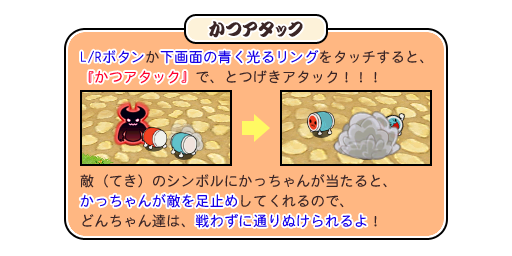 かつアタック
L/Rボタンか下画面の青く光るリングをタッチすると、
『かつアタック』で、とつげきアタック！！！
敵（てき）のシンボルにかっちゃんが当たると、
かっちゃんが敵を足止めしてくれるので、
どんちゃん達は、戦わずに通りぬけられるよ！